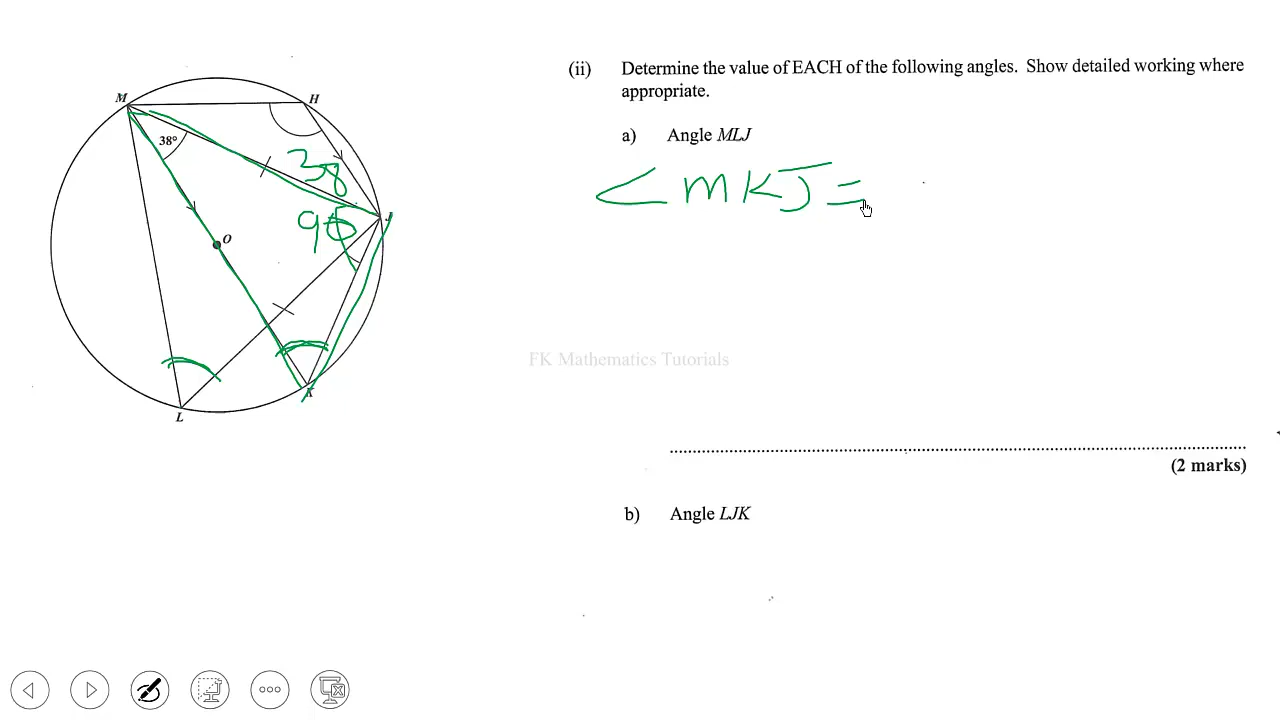 (ii) Determine the value of EACH of the following angles. Show detailed working where
appropriate.
a) Angle MLJ
<MKJ=
M
H
38°
38
J
90
O
K
L
FK Mathematics Tutorials
(2 marks)
b) Angle LJK